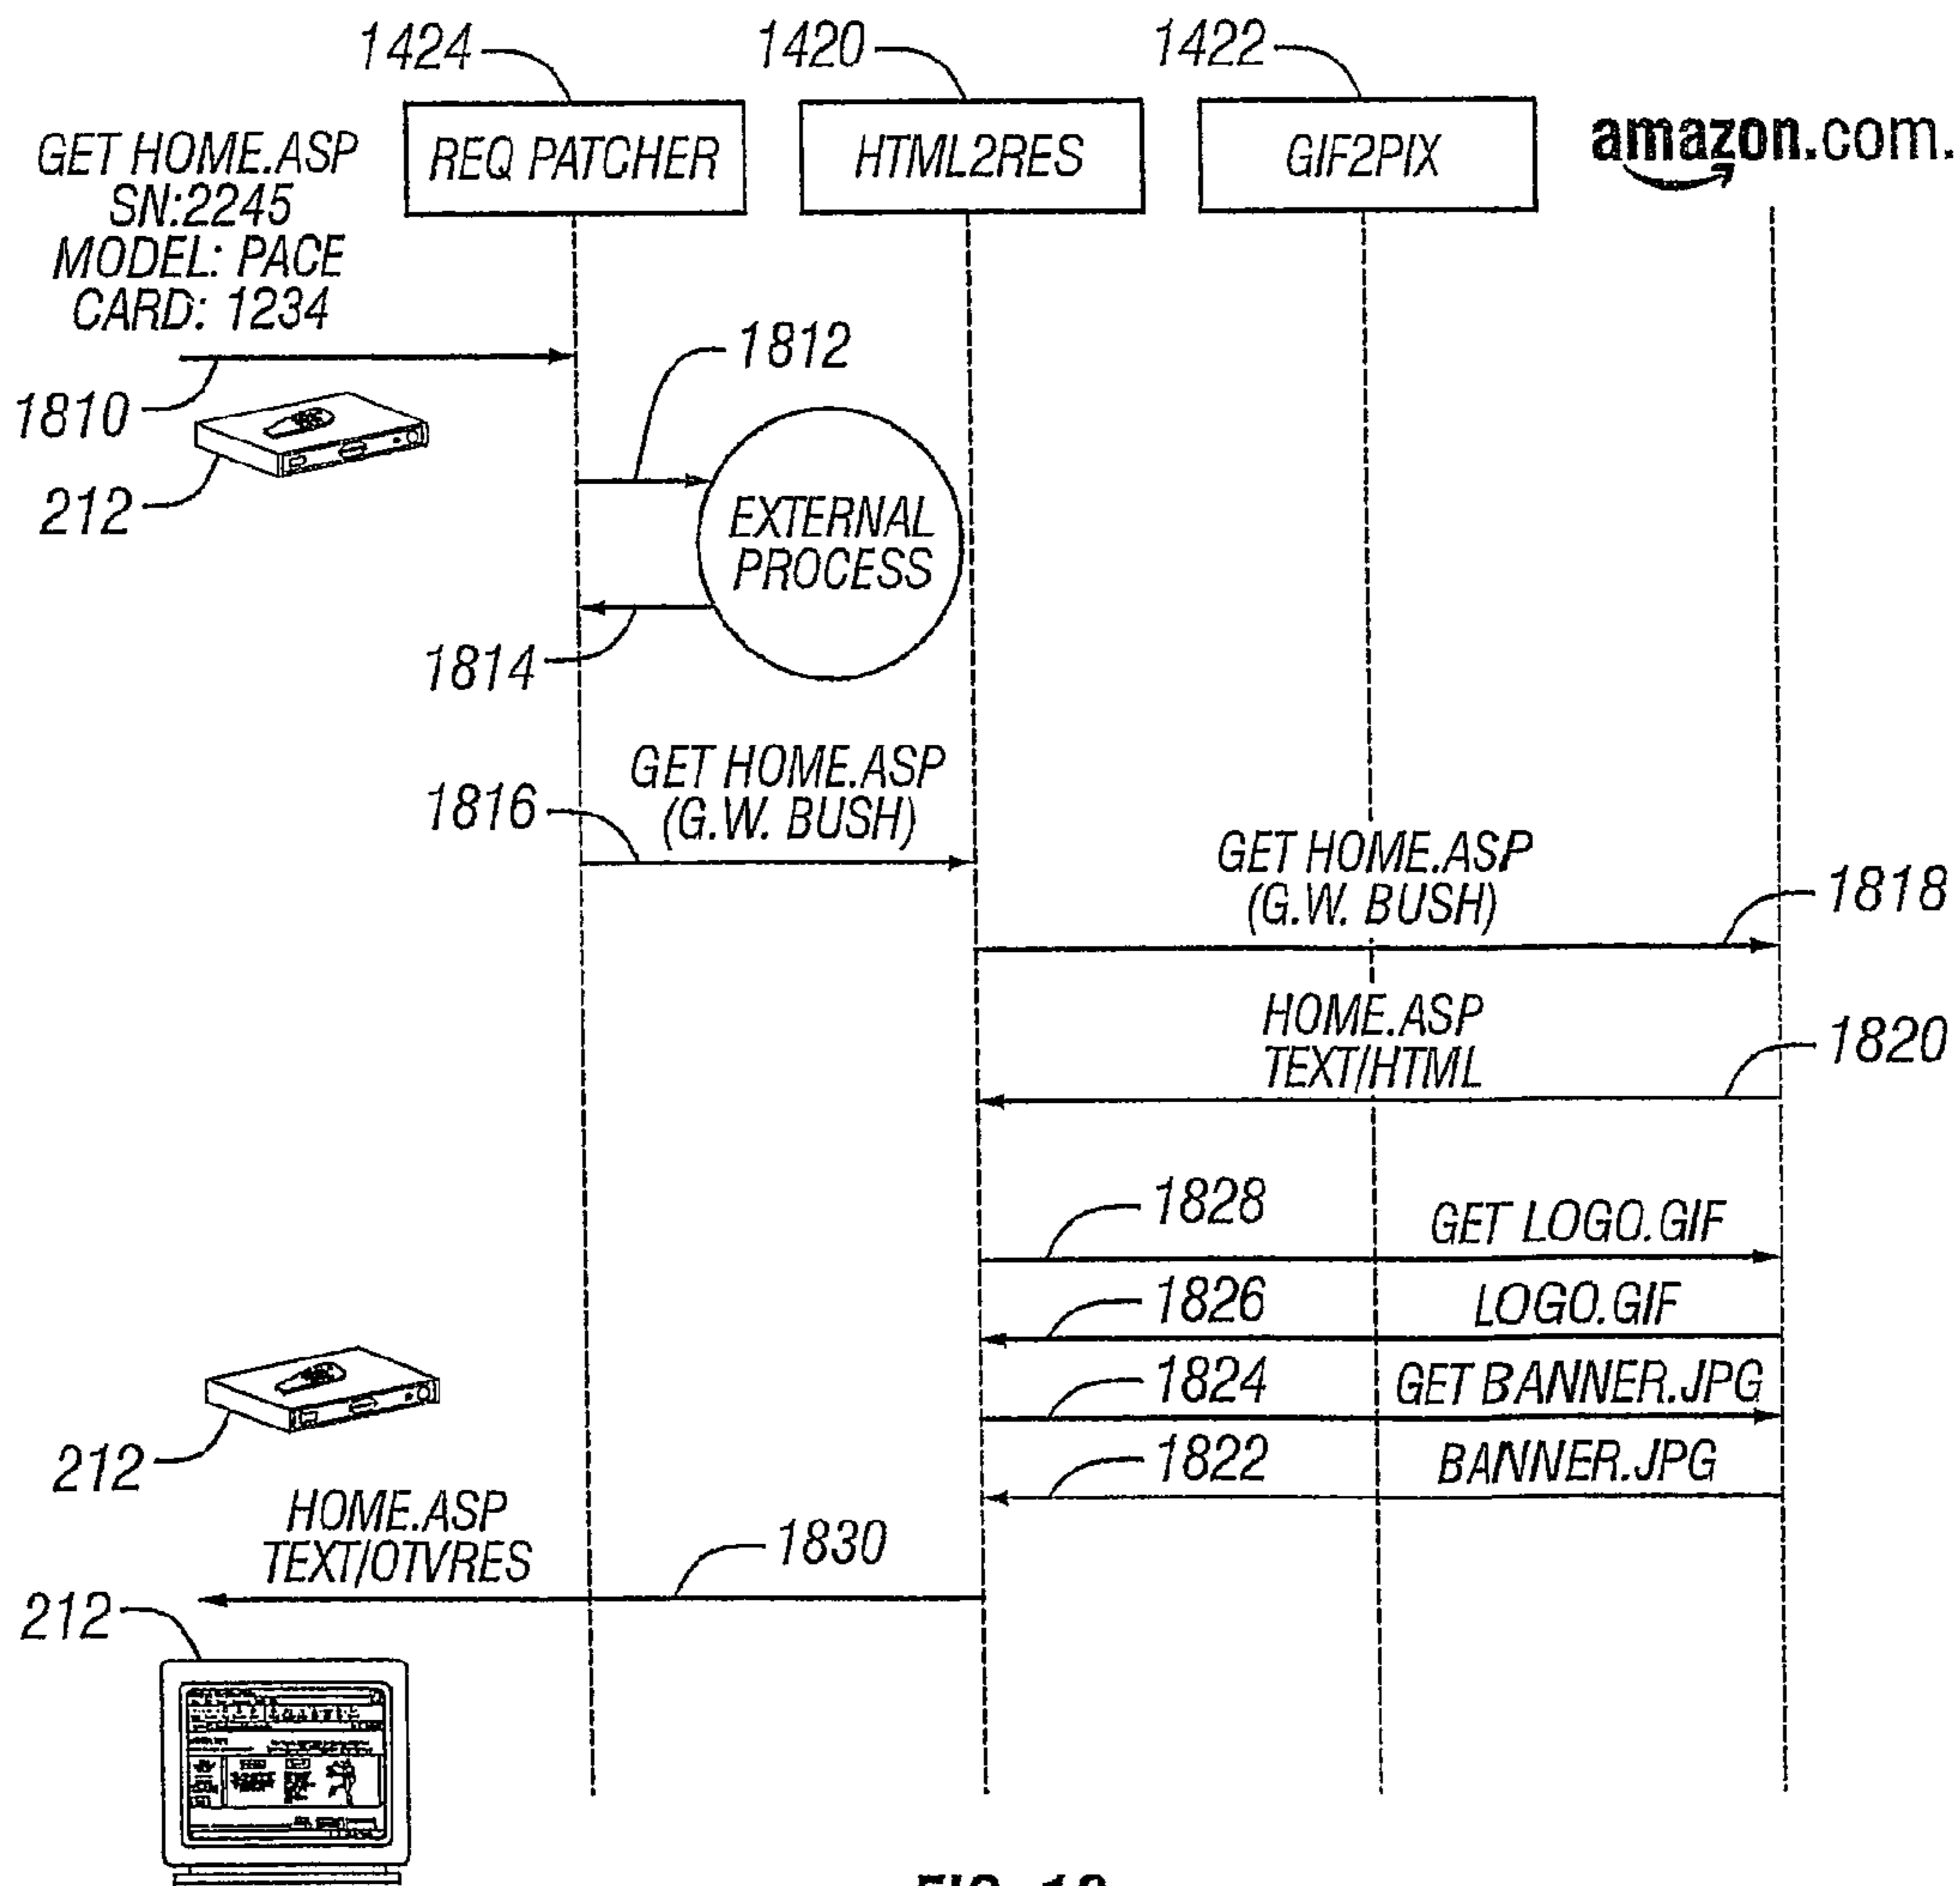 1424
1420
1422
REQ PATCHER
HTML2RES
GIF2PIX
amazon.com.
GET HOME.ASP
SN:2245
MODEL: PACE
CARD: 1234
1810
212
1812
EXTERNAL
PROCESS
1814
GET HOME.ASP
(G.W. BUSH)
1816
GET HOME.ASP
(G.W. BUSH)
1818
HOME.ASP
TEXT/HTML
1820
1828
GET LOGO.GIF
1826
LOGO.GIF
1824
GET BANNER.JPG
1822
BANNER.JPG
212
HOME.ASP
TEXT/OTVRES
1830
212